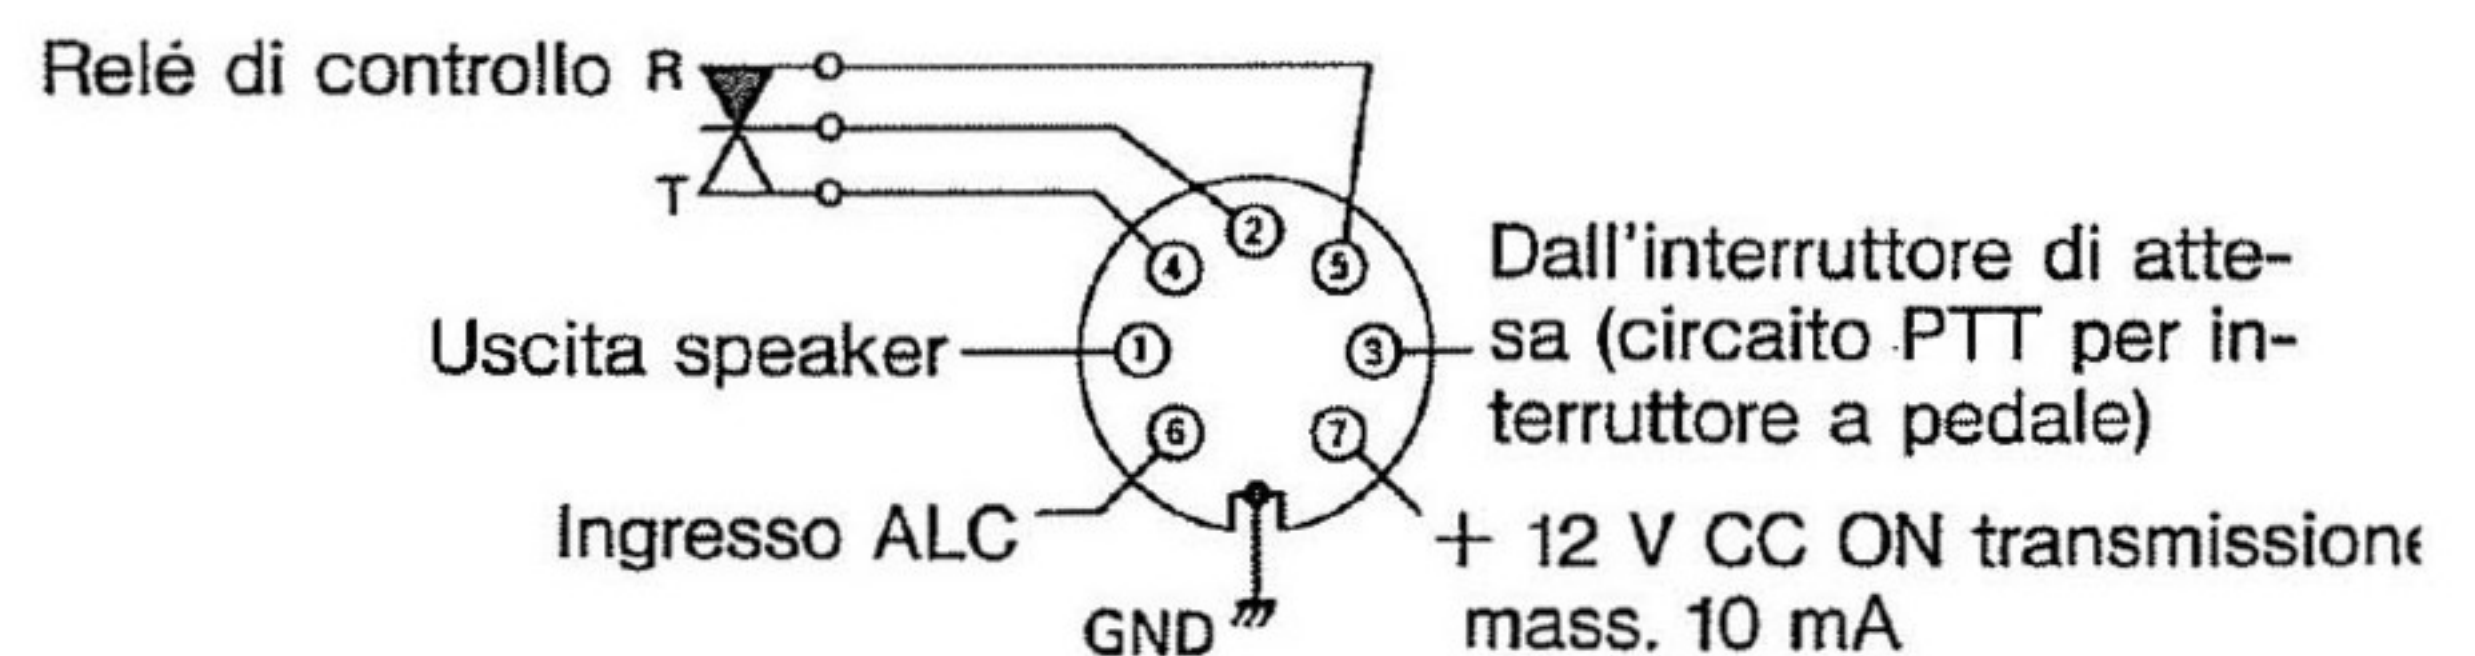 Relé di controllo R
T
2
4
5
Dall'interruttore di atte-
sa (circaito PTT per in-
terruttore a pedale)
Uscita speaker
1
3
6
7
Ingresso ALC
+ 12 V CC ON transmissione
mass. 10 mA
GND